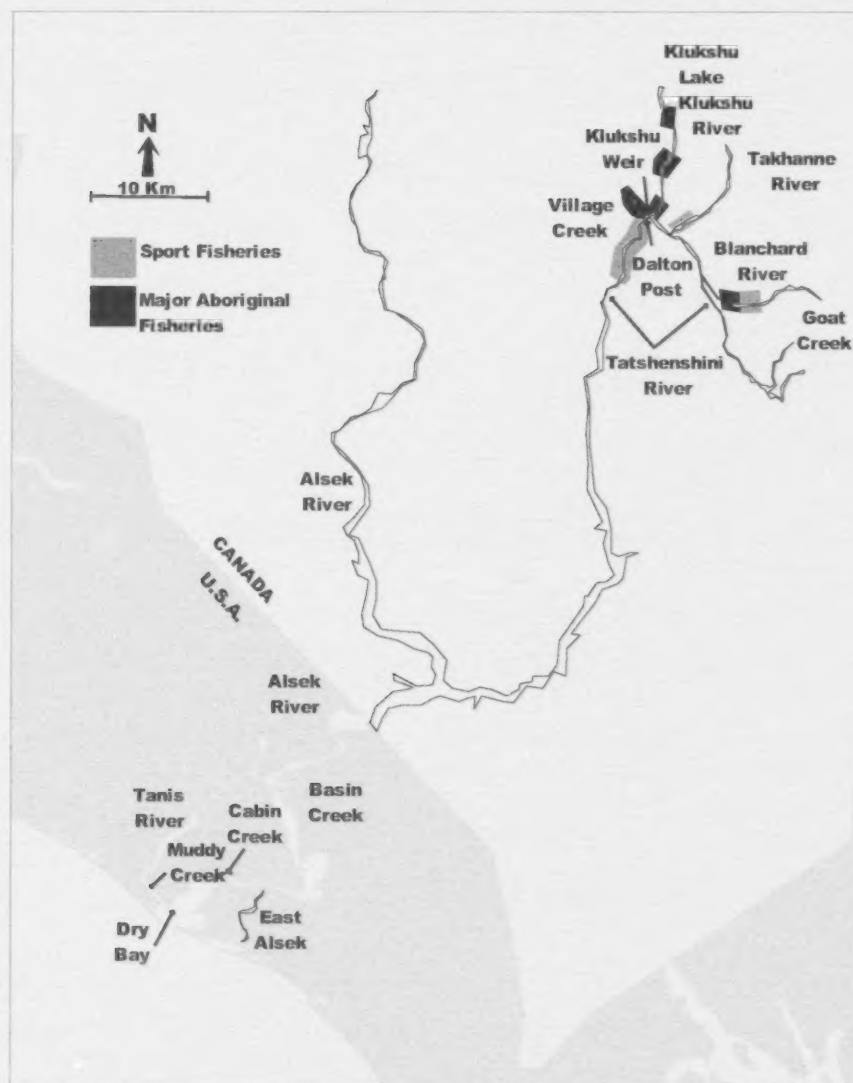 Klukshu
Lake
Klukshu
River
N
10 Km
Klukshu
Weir
Takhanne
River
Village
Creek
Sport Fisheries
Dalton
Post
Blanchard
River
Major Aboriginal
Fisheries
Goat
Creek
Tatshenshini
River
Alsek
River
CANADA
U.S.A.
Alsek
River
Tanis
River
Cabin
Creek
Basin
Creek
Muddy
Creek
Dry
Bay
East
Alsek